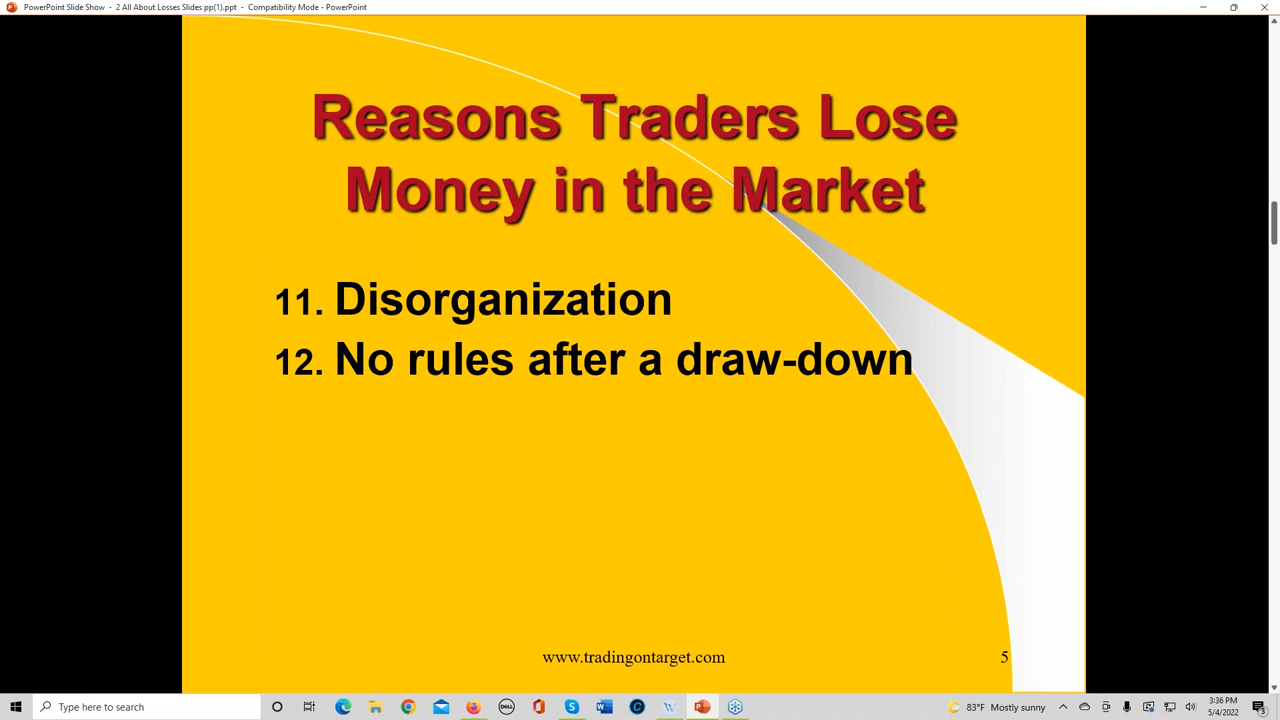 PowerPoint Slide Show - 2 All About Losses Slides pp(1).ppt - Compatibility Mode - PowerPoint
Reasons Traders Lose
Money in the Market
11. Disorganization
12. No rules after a draw-down
www.tradingontarget.com 5
Type here to search
DELL
83°F Mostly sunny
3:36 PM
5/4/2022